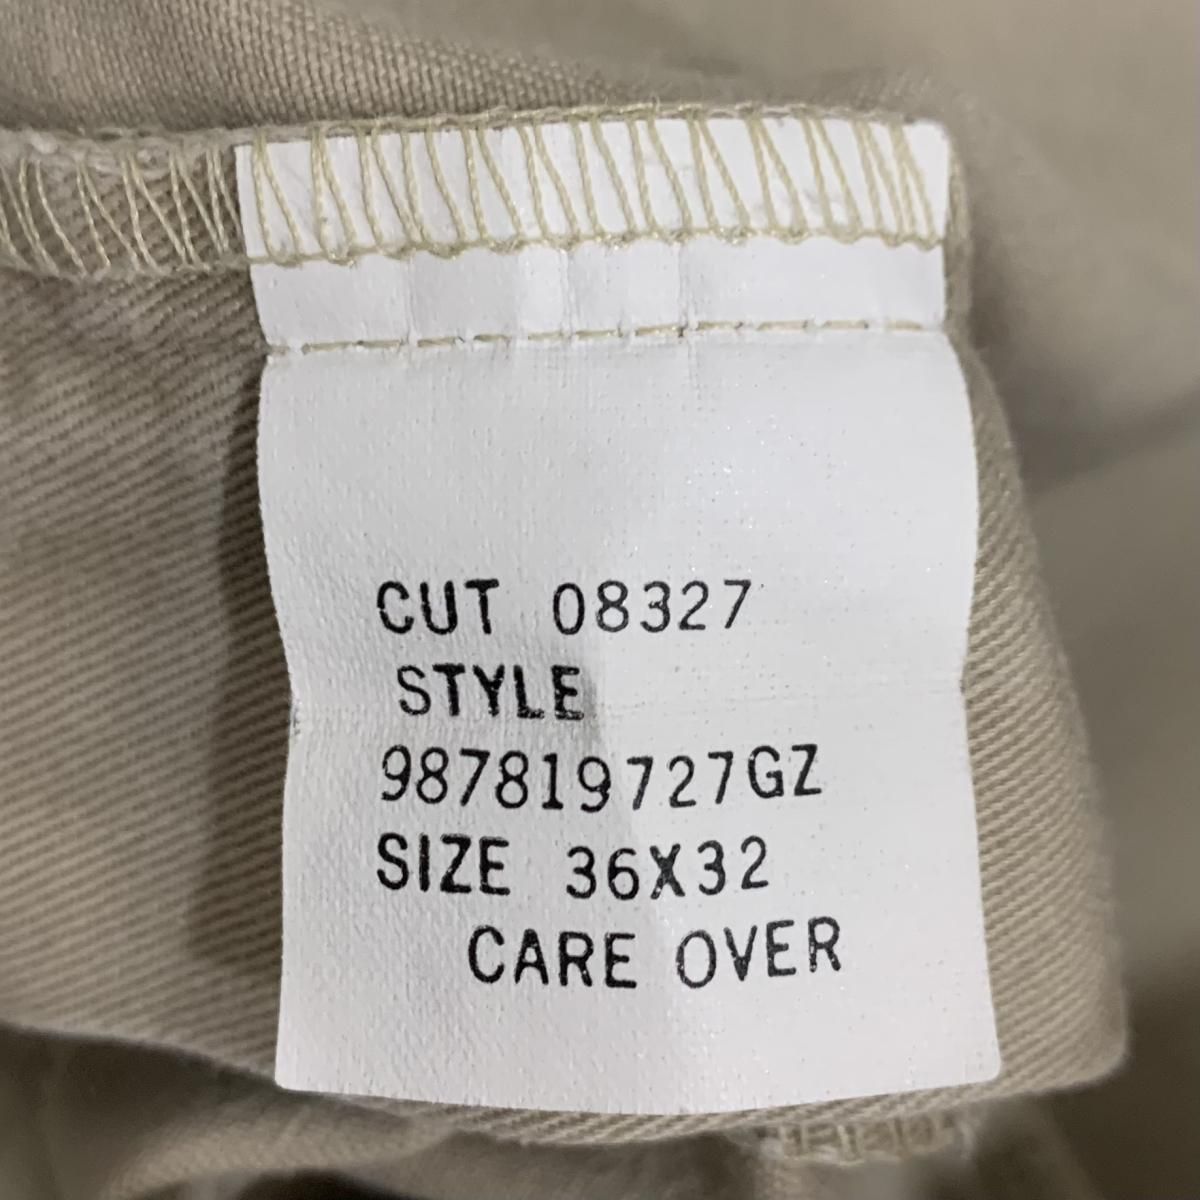 CUT 08327
STYLE
987819727GZ
SIZE 36X32
CARE OVER